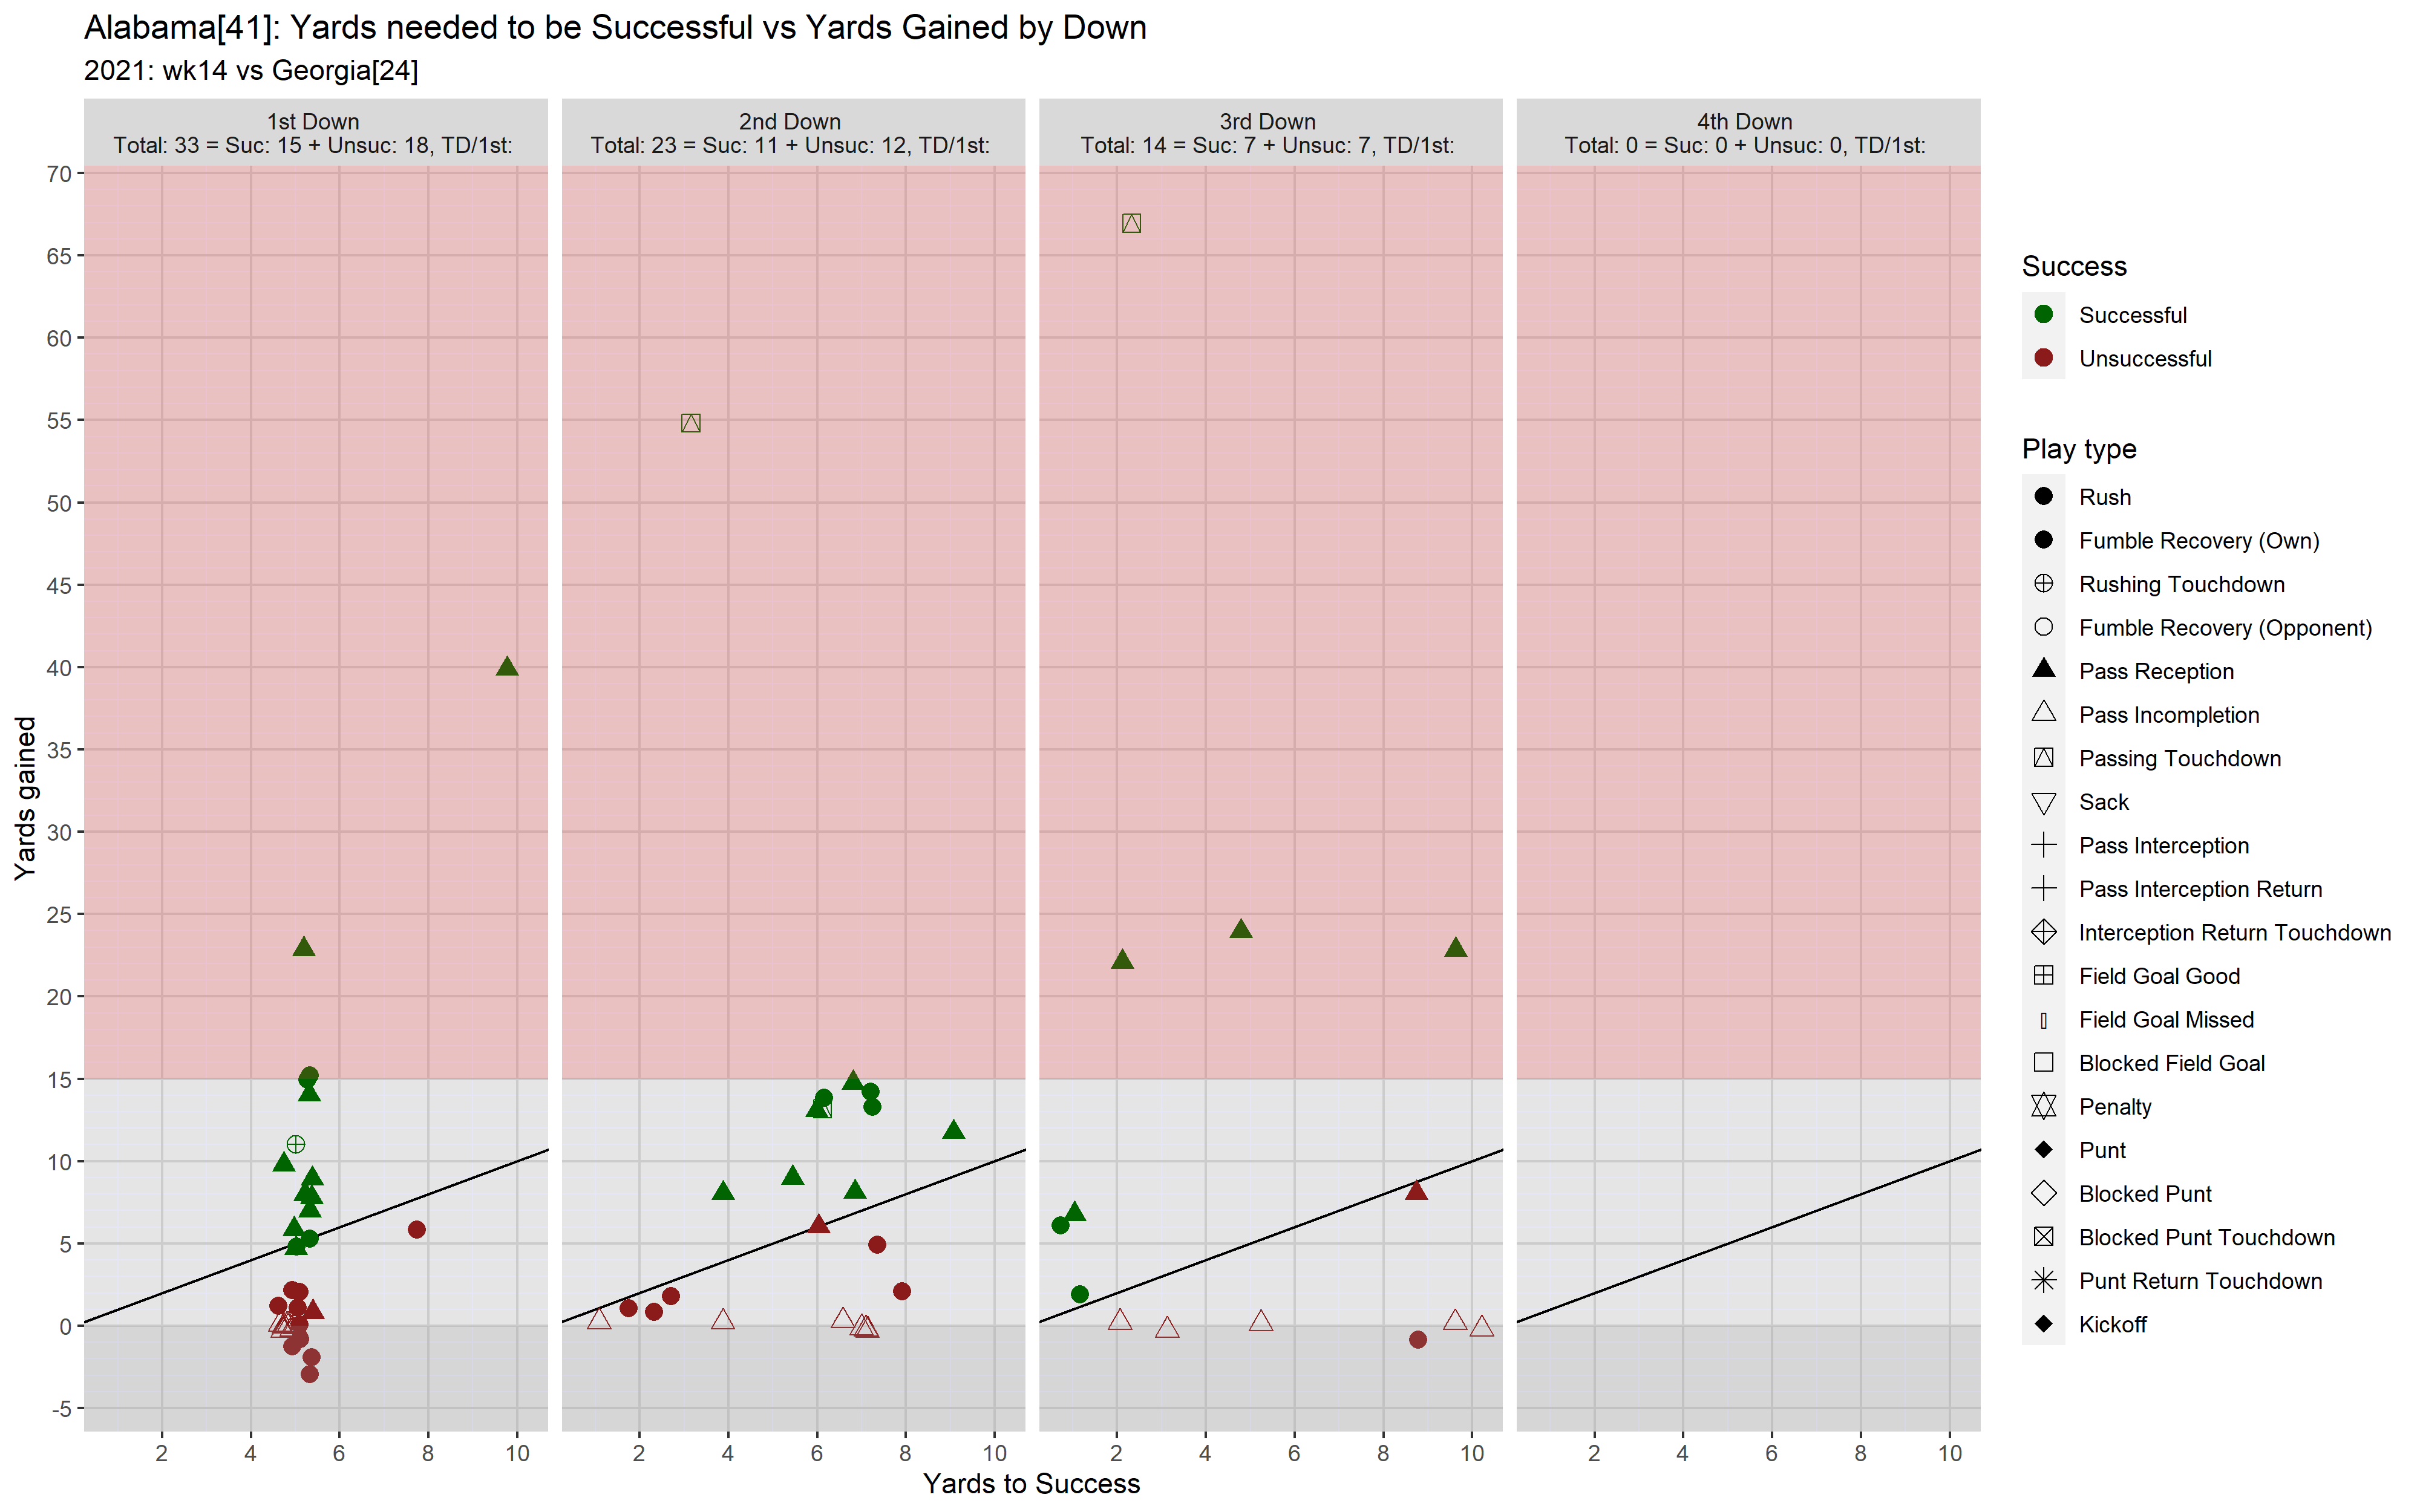 Alabama[41]: Yards needed to be Successful vs Yards Gained by Down
2021: wk14 vs Georgia[24]
1st Down
Total: 33 = Suc: 15 + Unsuc: 18, TD/1st:
2nd Down
Total: 23 = Suc: 11 + Unsuc: 12, TD/1st:
3rd Down
Total: 14 = Suc: 7 + Unsuc: 7, TD/1st:
4th Down
Total: 0 = Suc: 0 + Unsuc: 0, TD/1st:
Yards gained
70
65
60
55
50
45
40
35
30
25
20
15
10
5
0
-5
2 4 6 8 10
2 4 6 8 10
2 4 6 8 10
2 4 6 8 10
Yards to Success
Success
Successful
Unsuccessful
Play type
Rush
Fumble Recovery (Own)
Rushing Touchdown
Fumble Recovery (Opponent)
Pass Reception
Pass Incompletion
Passing Touchdown
Sack
Pass Interception
Pass Interception Return
Interception Return Touchdown
Field Goal Good
Field Goal Missed
Blocked Field Goal
Penalty
Punt
Blocked Punt
Blocked Punt Touchdown
Punt Return Touchdown
Kickoff